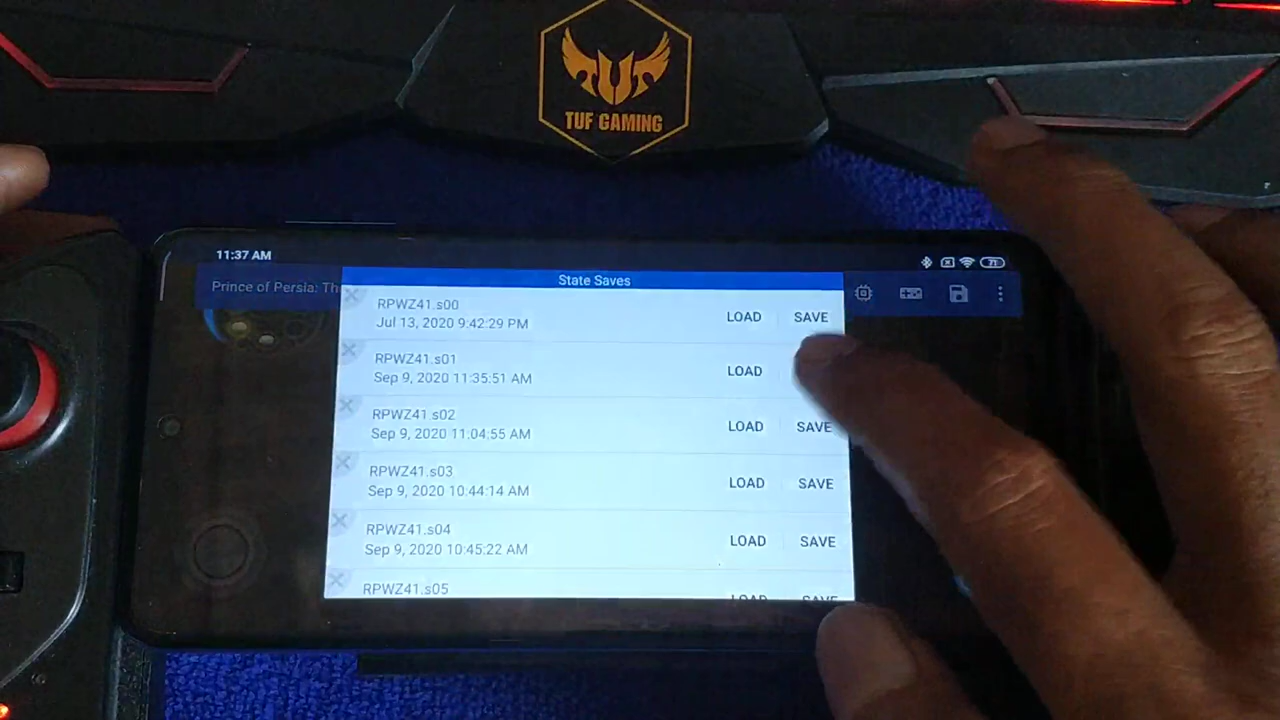 TUF GAMING
11:37 AM
71
Prince of Persia: Th
State Saves
RPWZ41.s00
Jul 13, 2020 9:42:29 PM
LOAD SAVE
RPWZ41.s01
Sep 9, 2020 11:35:51 AM
LOAD
RPWZ41.s02
Sep 9, 2020 11:04:55 AM
LOAD SAVE
RPWZ41.s03
Sep 9, 2020 10:44:14 AM
LOAD SAVE
RPWZ41.s04
Sep 9, 2020 10:45:22 AM
LOAD SAVE
RPWZ41.s05
LOAD SAVE